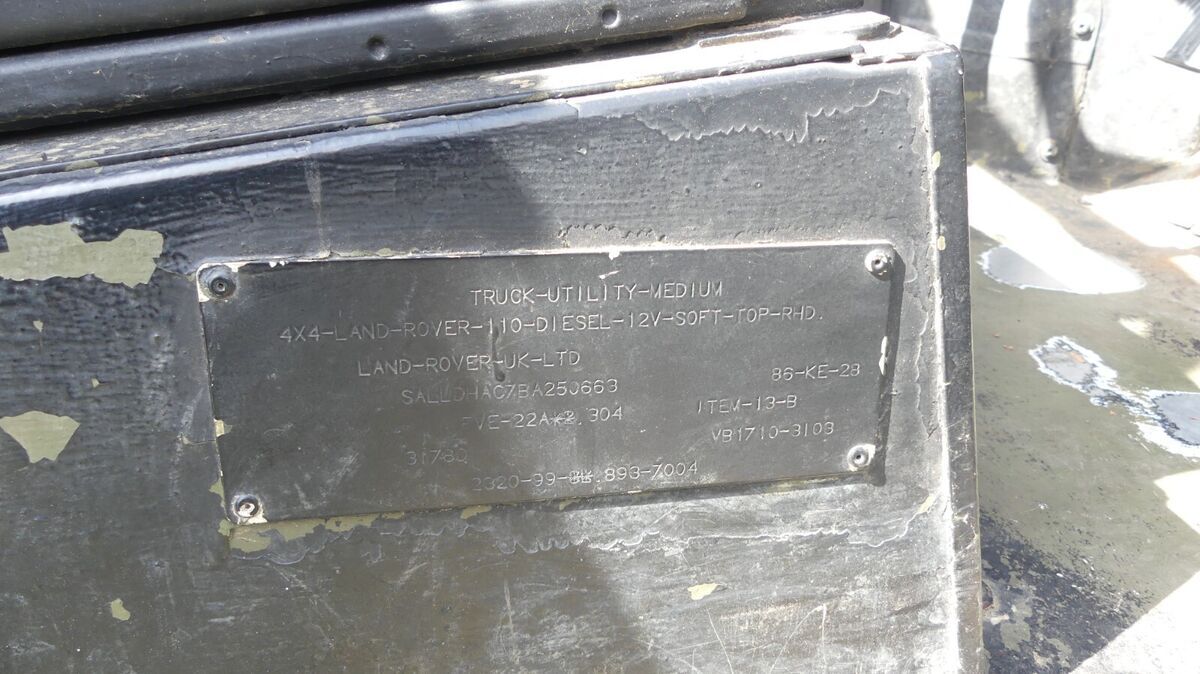 TRUCK-UTILITY-MEDIUM
4X4-LAND-ROVER-110-DIESEL-12V-SOFT-TOP-RHD.
LAND-ROVER-UK-LTD
86-KE-28
ITEM-13-B
VB1710-3103
31780